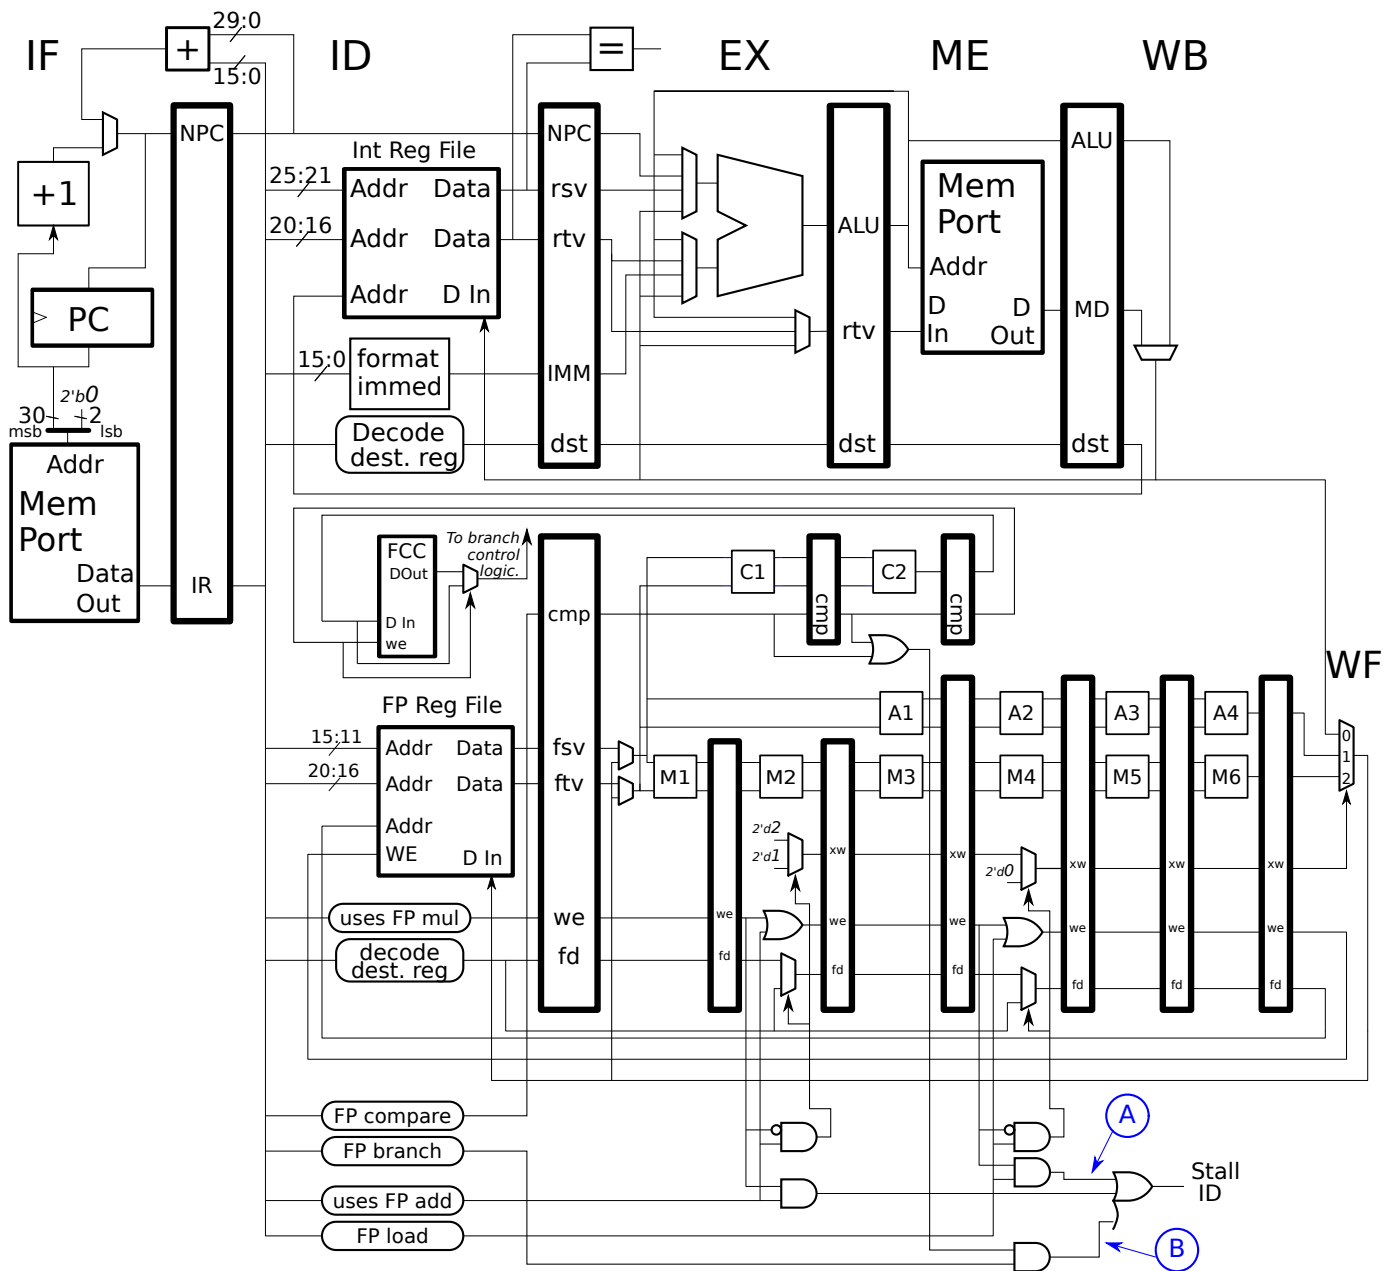 29:0
IF
+
ID
=
EX
ME
WB
15:0
NPC
NPC
ALU
Int Reg File
+1
25:21
Addr
Data
rsv
Mem
Port
20:16
Addr
Data
rtv
ALU
Addr
Addr
D In
PC
D
In
D
Out
MD
rtv
15:0
format
immed
IMM
2'b0
30
2
msb
lsb
Decode
dest. reg
dst
dst
dst
Addr
Mem
Port
Data
Out
IR
To branch
control
logic.
FCC
DOut
D In
we
cmp
C1
cmp
C2
cmp
WF
FP Reg File
15:11
Addr
Data
fsv
A1
A2
A3
A4
0
1
2
20:16
Addr
Data
ftv
M1
M2
M3
M4
M5
M6
Addr
WE
D In
2'd2
2'd1
xw
xw
2'd0
xw
xw
xw
uses FP mul
we
we
we
we
we
we
we
decode
dest. reg
fd
fd
fd
fd
fd
fd
fd
FP compare
A
FP branch
Stall
ID
uses FP add
FP load
B